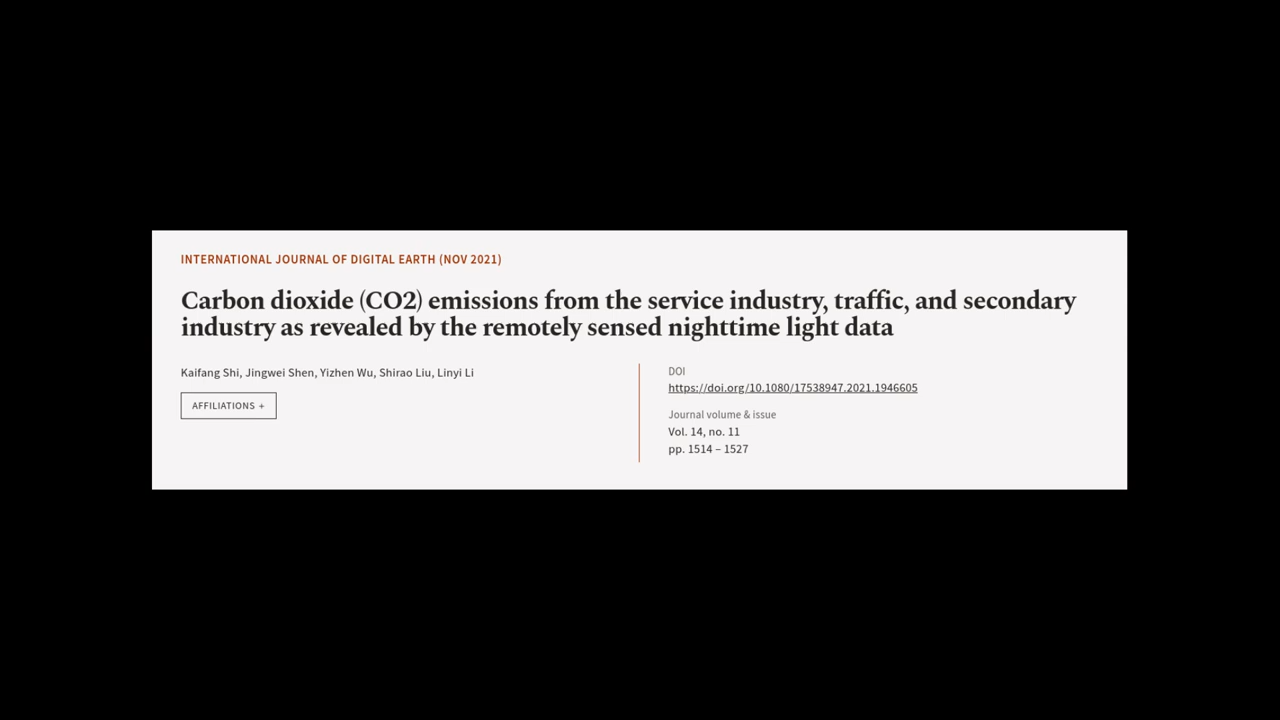 INTERNATIONAL JOURNAL OF DIGITAL EARTH (NOV 2021)
Carbon dioxide (CO2) emissions from the service industry, traffic, and secondary
industry as revealed by the remotely sensed nighttime light data
Kaifang Shi, Jingwei Shen, Yizhen Wu, Shirao Liu, Linyi Li
AFFILIATIONS +
DOI
https://doi.org/10.1080/17538947.2021.1946605
Journal volume & issue
Vol. 14, no. 11
pp. 1514 – 1527